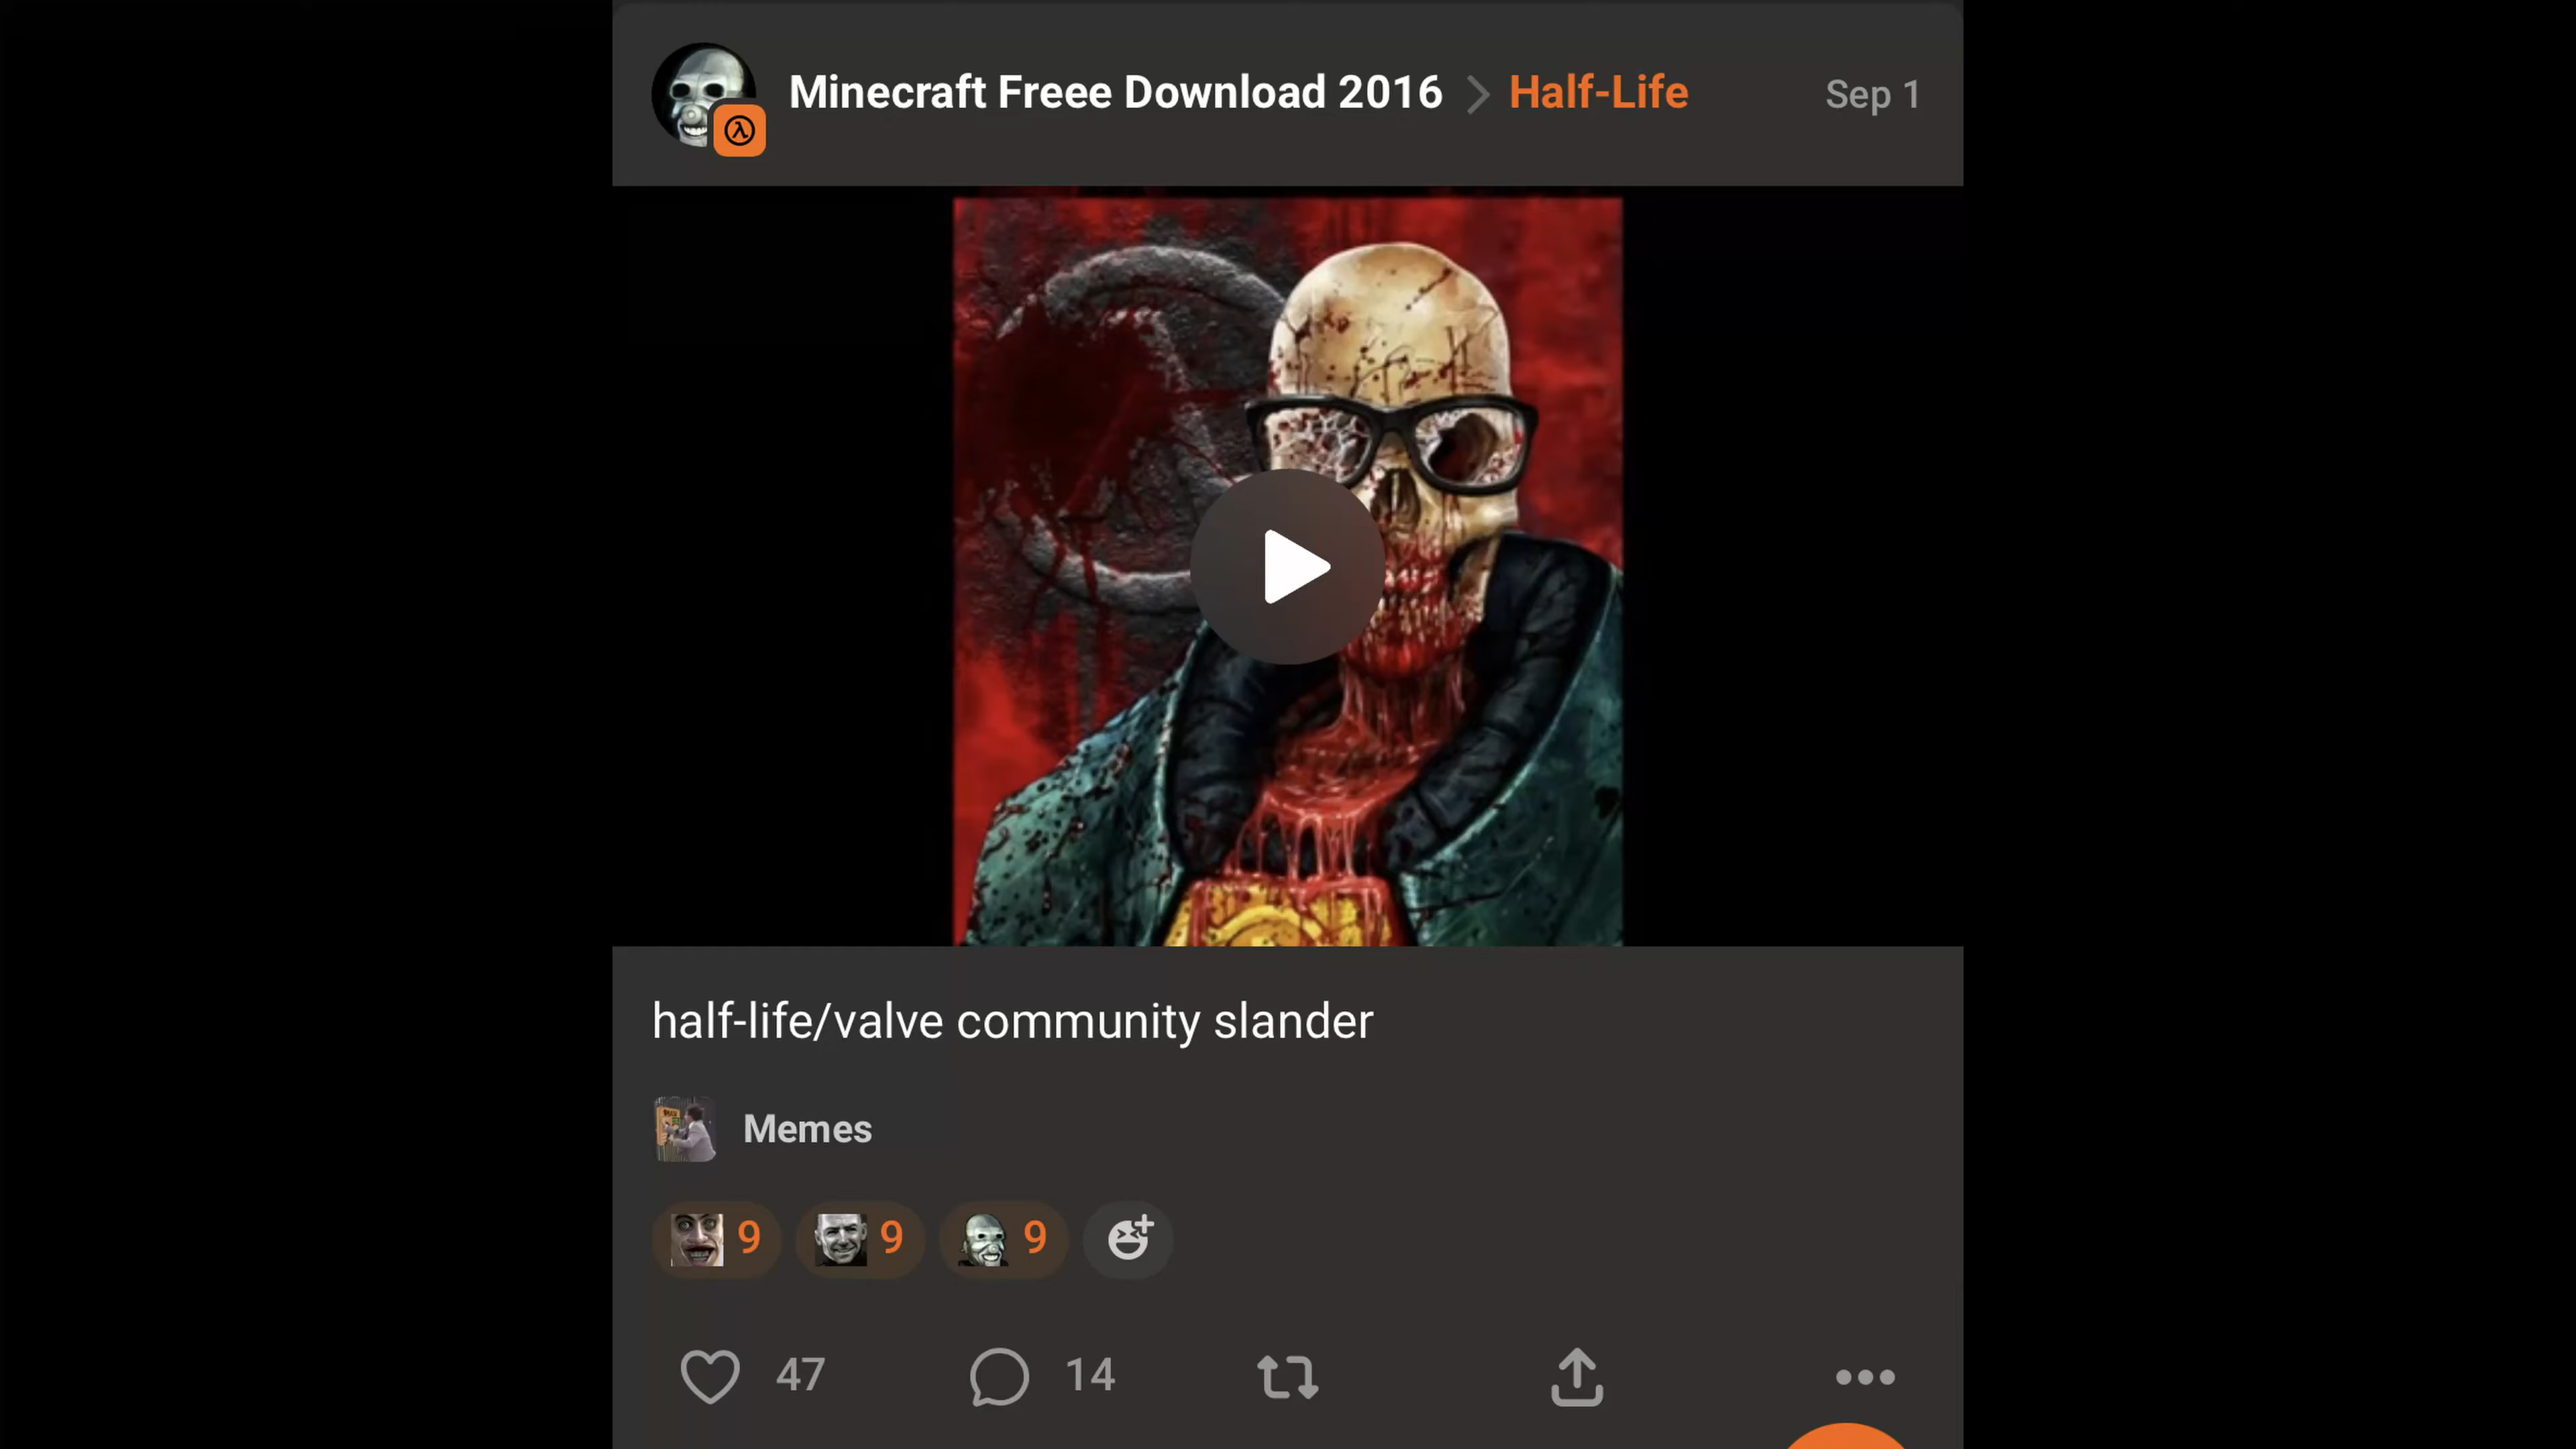 Minecraft Freee Download 2016 Half-Life Sep 1
half-life/valve community slander
Memes
9 9 9
47 14